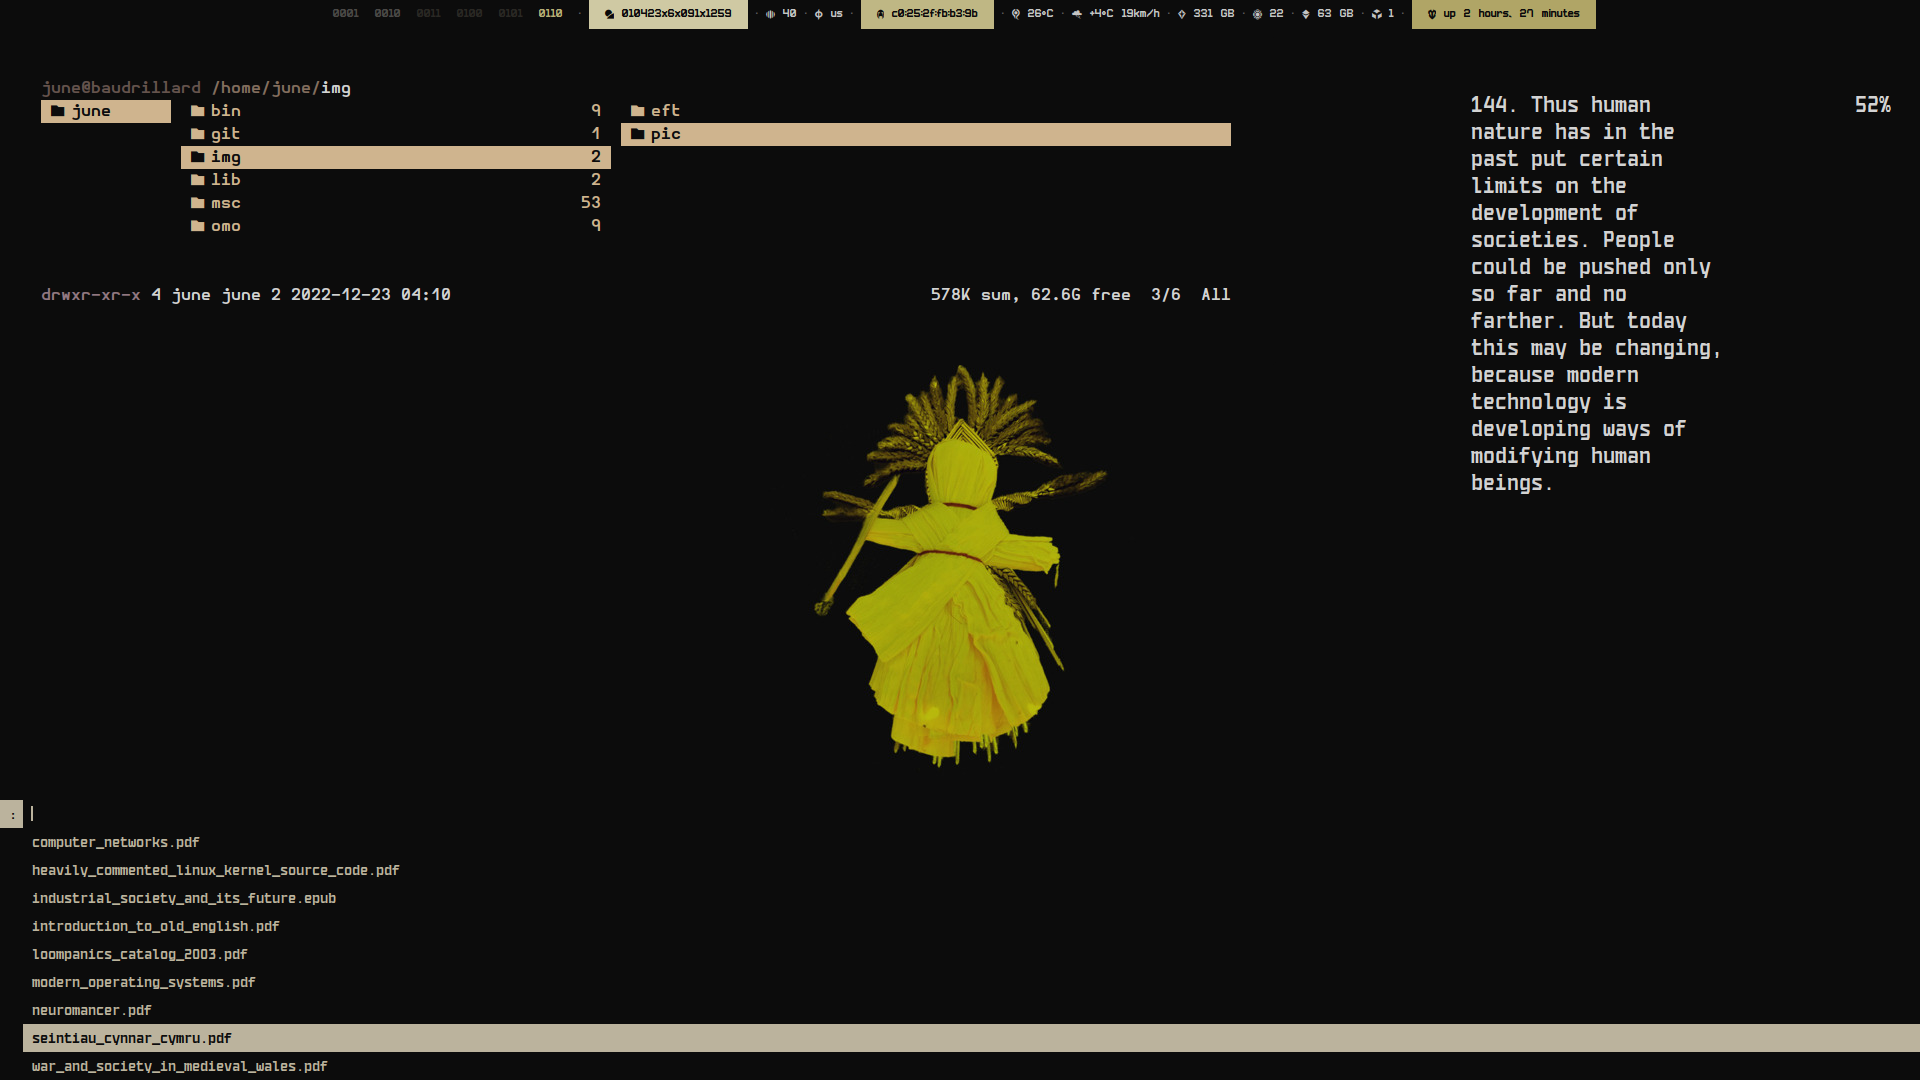 0001 0010 0011 0100 0101 0110 · 010423x6x091x1259 · 40 · us · c0:25:2f:fb:b3:9b · 26°C · +4°C 19km/h · 331 GB · 22 · 63 GB · 1 · up 2 hours, 27 minutes
june@baudrillard /home/june/img
june
bin 9
git 1
img 2
lib 2
msc 53
omo 9
eft
pic
drwxr-xr-x 4 june june 2 2022-12-23 04:10 578K sum, 62.6G free 3/6 All
144. Thus human 52%
nature has in the
past put certain
limits on the
development of
societies. People
could be pushed only
so far and no
farther. But today
this may be changing,
because modern
technology is
developing ways of
modifying human
beings.
:
computer_networks.pdf
heavily_commented_linux_kernel_source_code.pdf
industrial_society_and_its_future.epub
introduction_to_old_english.pdf
loompanics_catalog_2003.pdf
modern_operating_systems.pdf
neuromancer.pdf
seintiau_cynnar_cymru.pdf
war_and_society_in_medieval_wales.pdf